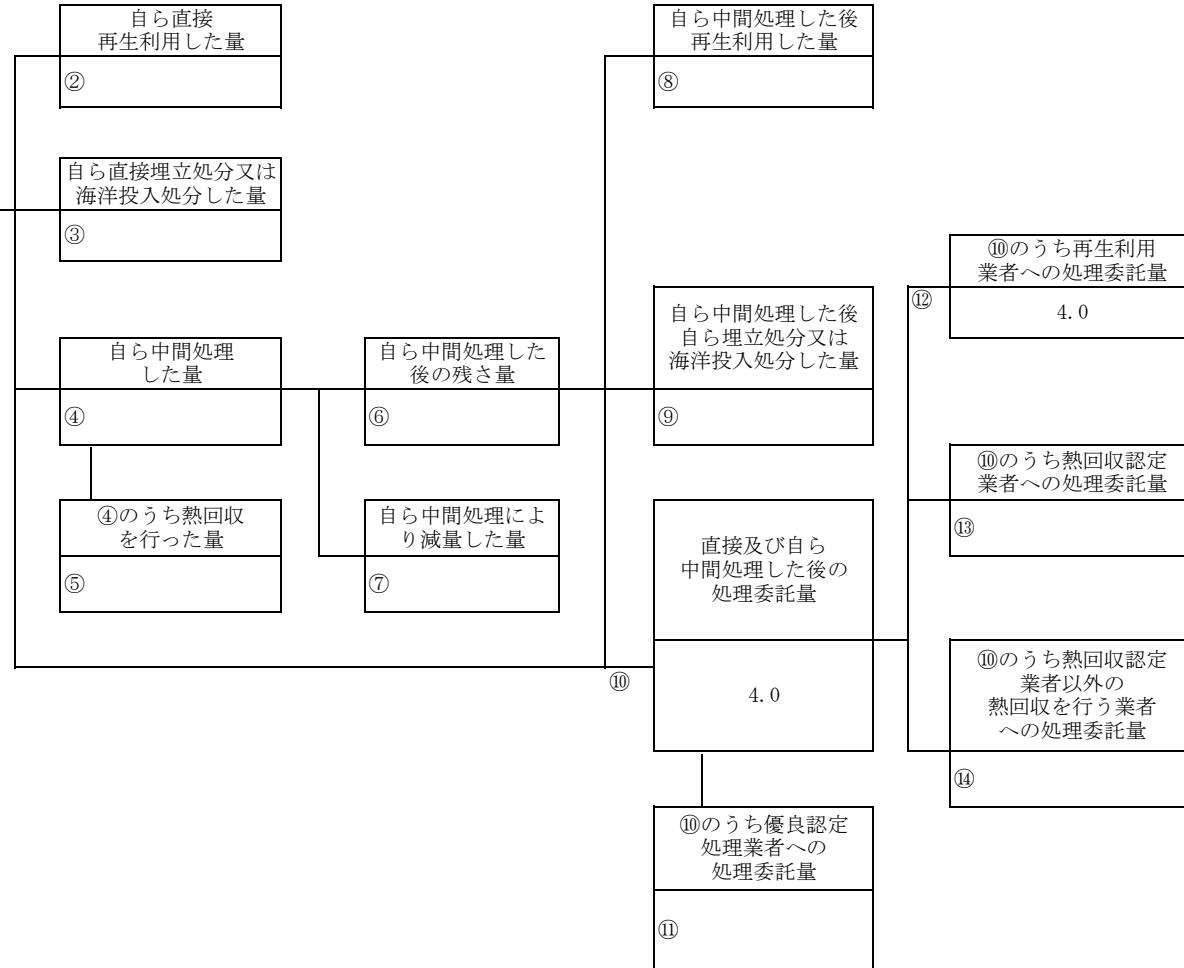 自ら直接
再生利用した量
②
自ら中間処理した後
再生利用した量
⑧
自ら直接埋立処分又は
海洋投入処分した量
③
⑩のうち再生利用
業者への処理委託量
⑫
4.0
自ら中間処理した後
自ら埋立処分又は
海洋投入処分した量
⑨
自ら中間処理
した量
④
自ら中間処理した
後の残さ量
⑥
⑩のうち熱回収認定
業者への処理委託量
⑬
④のうち熱回収
を行った量
⑤
自ら中間処理によ
り減量した量
⑦
直接及び自ら
中間処理した後の
処理委託量
⑩
4.0
⑩のうち熱回収認定
業者以外の
熱回収を行う業者
への処理委託量
⑭
⑩のうち優良認定
処理業者への
処理委託量
⑪